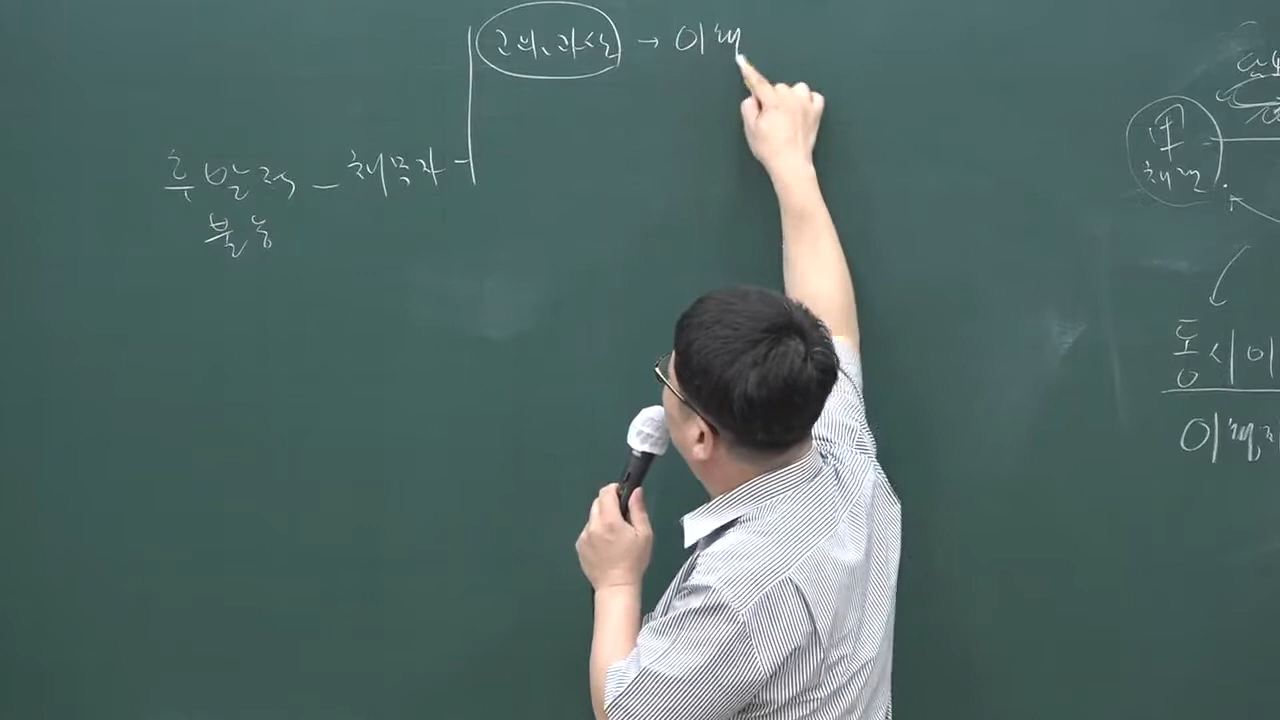 고의, 과실 → 이행
후발적 - 채무자
불능
甲
채권
동시이
이행